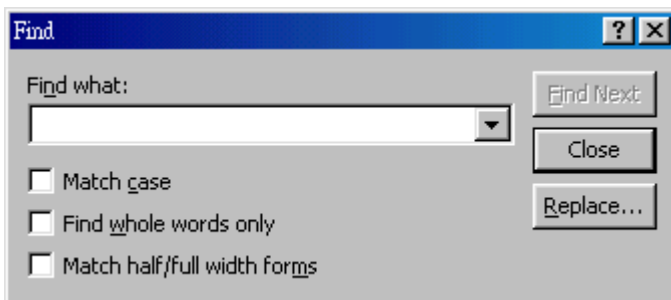 Find
Find what:
Find Next
Close
Match case
Replace...
Find whole words only
Match half/full width forms